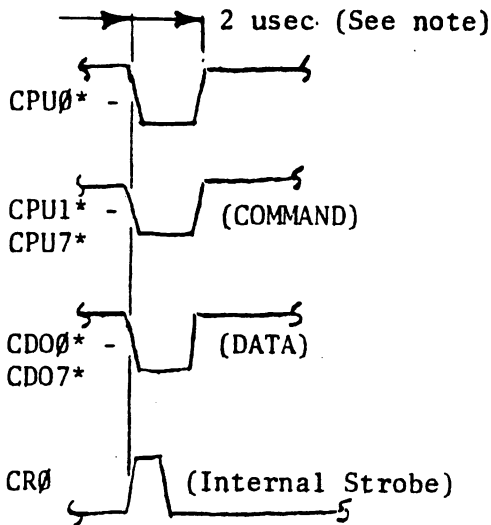 2 usec (See note)
CPUØ* -
CPU1* - (COMMAND)
CPU7*
CDOØ* - (DATA)
CDO7*
CRØ (Internal Strobe)